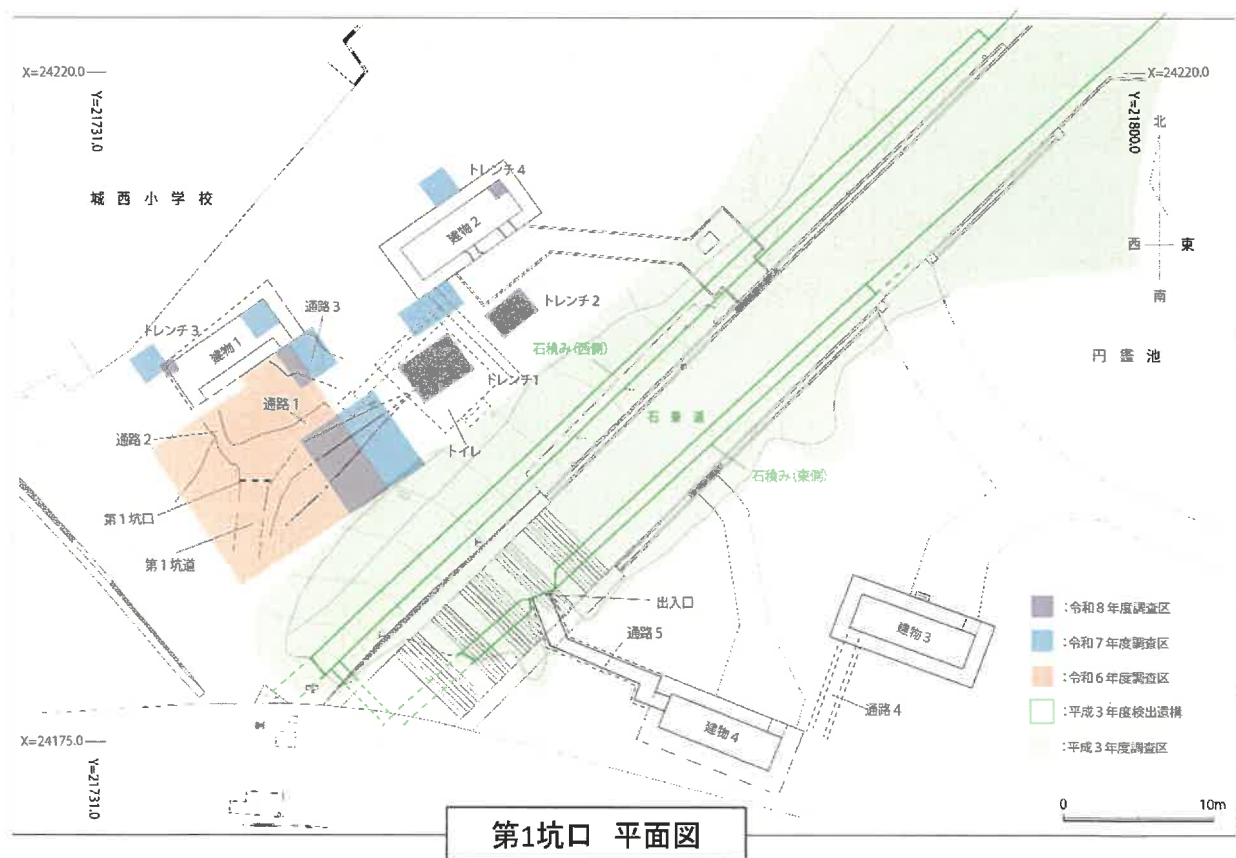 X=24220.0
Y=21731.0
X=24220.0
Y=21800.0
北
西
東
南
城西小学校
トレンチ4
建物2
通路3
トレンチ2
トレンチ3
建物1
石積み(西側)
円鑑池
トレンチ1
通路1
石畳道
通路2
トイレ
石積み(東側)
第1坑口
第1坑道
出入口
通路5
建物3
通路4
建物4
:令和8年度調査区
:令和7年度調査区
:令和6年度調査区
:平成3年度検出遺構
:平成3年度調査区
X=24175.0
Y=21731.0
0
10m
第1坑口 平面図